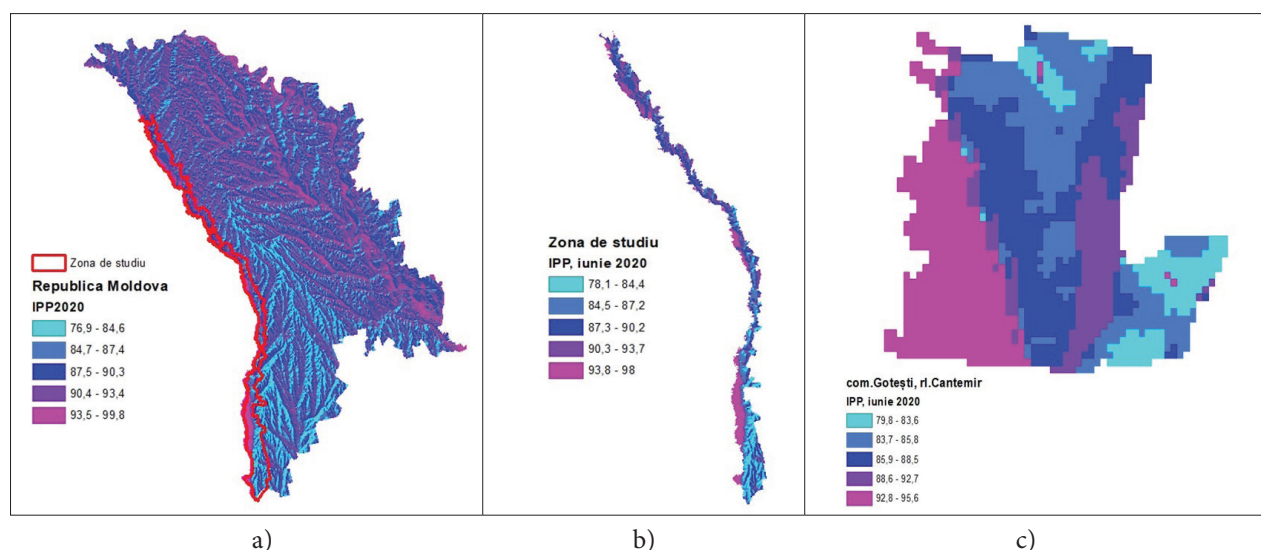 Zona de studiu
Republica Moldova
IPP2020
76,9 - 84,6
84,7 - 87,4
87,5 - 90,3
90,4 - 93,4
93,5 - 99,8
a)
Zona de studiu
IPP, iunie 2020
78,1 - 84,4
84,5 - 87,2
87,3 - 90,2
90,3 - 93,7
93,8 - 98
b)
com.Gotești, rl.Cantemir
IPP, iunie 2020
79,8 - 83,6
83,7 - 85,8
85,9 - 88,5
88,6 - 92,7
92,8 - 95,6
c)